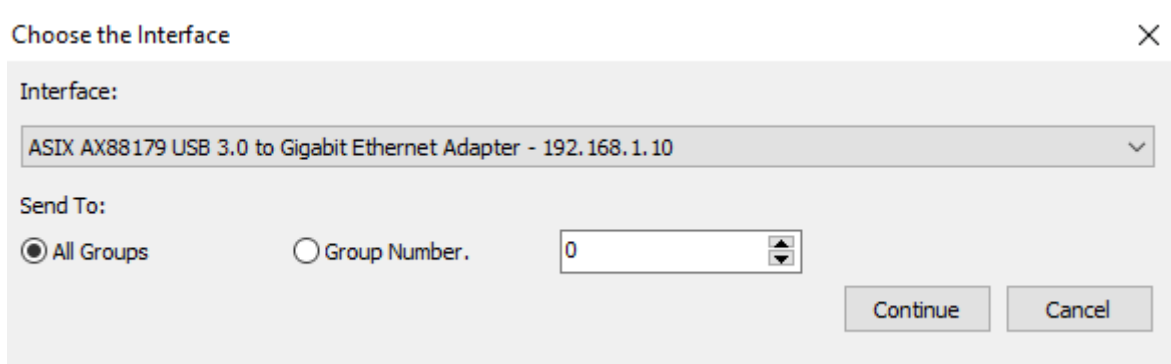 Choose the Interface
Interface:
ASIX AX88179 USB 3.0 to Gigabit Ethernet Adapter - 192.168.1.10
Send To:
All Groups Group Number. 0
Continue Cancel